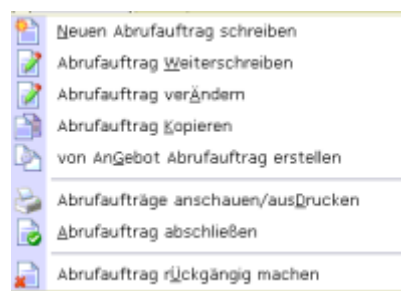 Neuen Abrufauftrag schreiben
Abrufauftrag Weiterschreiben
Abrufauftrag verÄndern
Abrufauftrag Kopieren
von AnGebot Abrufauftrag erstellen
Abrufaufträge anschauen/ausDrucken
Abrufauftrag abschließen
Abrufauftrag rÜckgängig machen